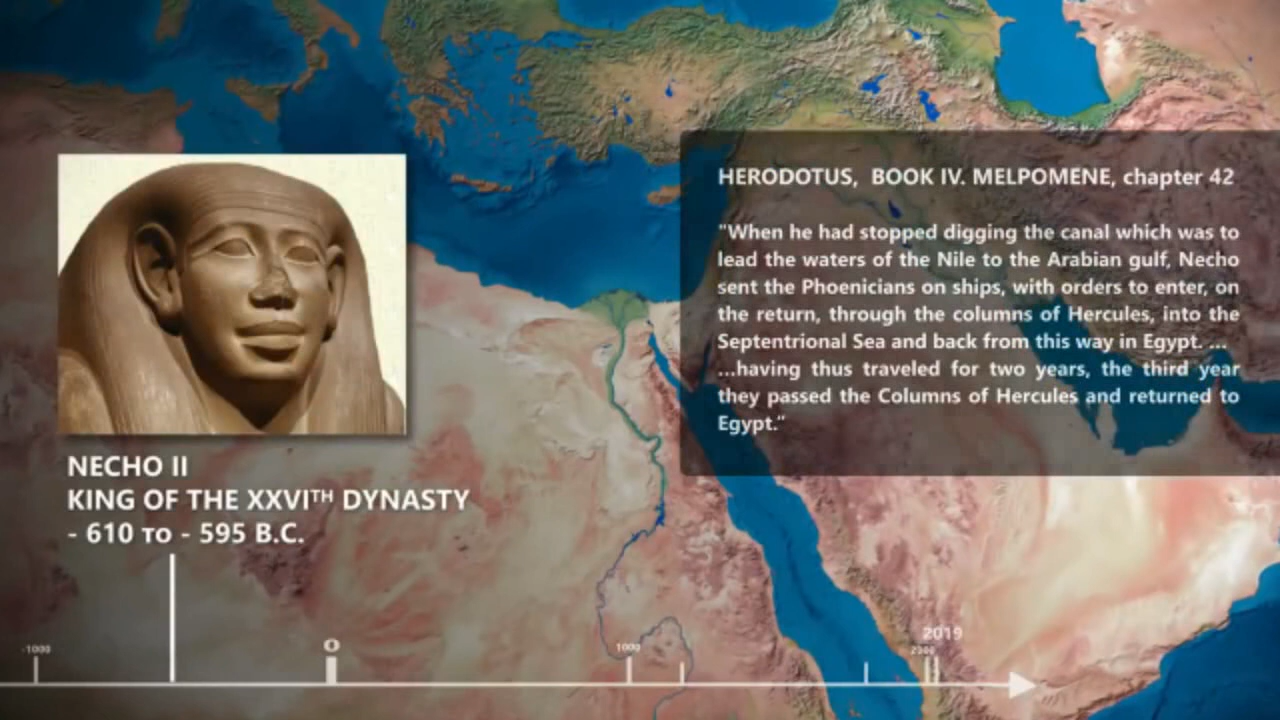 HERODOTUS, BOOK IV. MELPOMENE, chapter 42
"When he had stopped digging the canal which was to
lead the waters of the Nile to the Arabian gulf, Necho
sent the Phoenicians on ships, with orders to enter, on
the return, through the columns of Hercules, into the
Septentrional Sea and back from this way in Egypt. ...
...having thus traveled for two years, the third year
they passed the Columns of Hercules and returned to
Egypt."
NECHO II
KING OF THE XXVITH DYNASTY
- 610 TO - 595 B.C.
2019
-1000 0 1000 2000